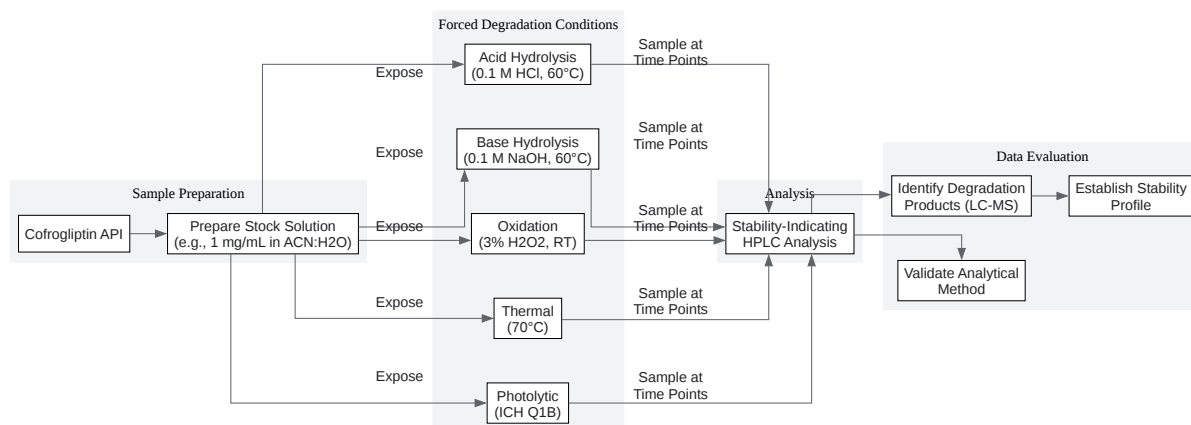 Forced Degradation Conditions
Sample Preparation
Cofrogliptin API
Prepare Stock Solution
(e.g., 1 mg/mL in ACN:H2O)
Expose
Acid Hydrolysis
(0.1 M HCl, 60°C)
Sample at
Time Points
Expose
Base Hydrolysis
(0.1 M NaOH, 60°C)
Sample at
Time Points
Expose
Oxidation
(3% H2O2, RT)
Sample at
Time Points
Expose
Thermal
(70°C)
Sample at
Time Points
Expose
Photolytic
(ICH Q1B)
Sample at
Time Points
Analysis
Stability-Indicating
HPLC Analysis
Data Evaluation
Identify Degradation
Products (LC-MS)
Establish Stability
Profile
Validate Analytical
Method